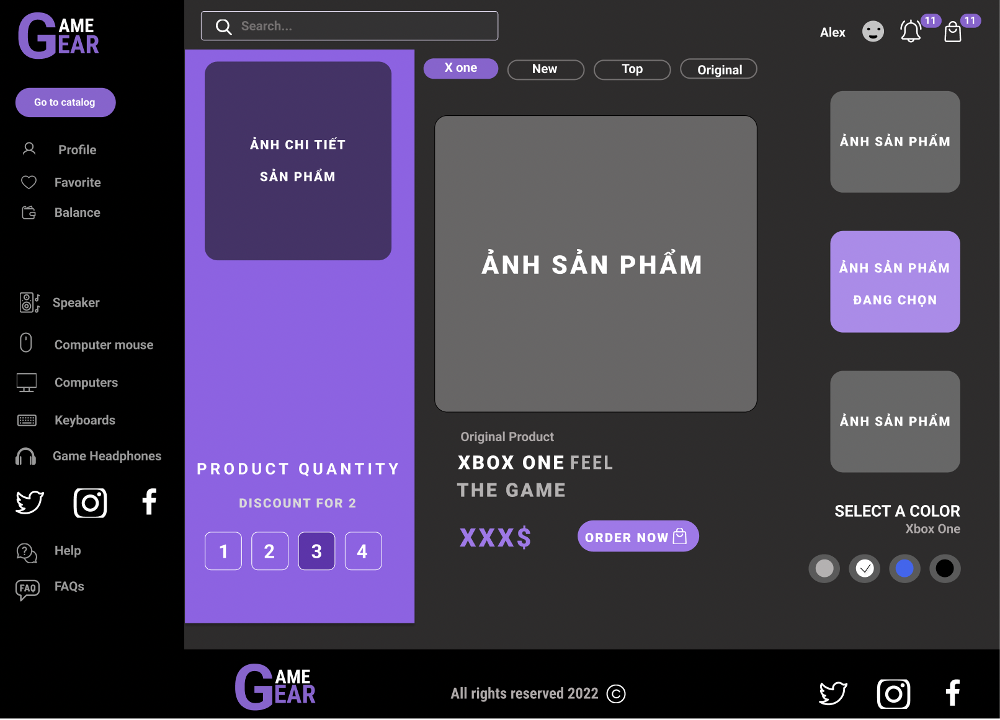 GAME
GEAR
Go to catalog
Profile
Favorite
Balance
Speaker
Computer mouse
Computers
Keyboards
Game Headphones
Help
FAQ
FAQs
Search...
Alex
11
11
ẢNH CHI TIẾT
SẢN PHẨM
PRODUCT QUANTITY
DISCOUNT FOR 2
1 2 3 4
X one
New
Top
Original
ẢNH SẢN PHẨM
Original Product
XBOX ONE FEEL
THE GAME
XXX$
ORDER NOW
ẢNH SẢN PHẨM
ẢNH SẢN PHẨM
ĐANG CHỌN
ẢNH SẢN PHẨM
SELECT A COLOR
Xbox One
GAME
GEAR
All rights reserved 2022 ©